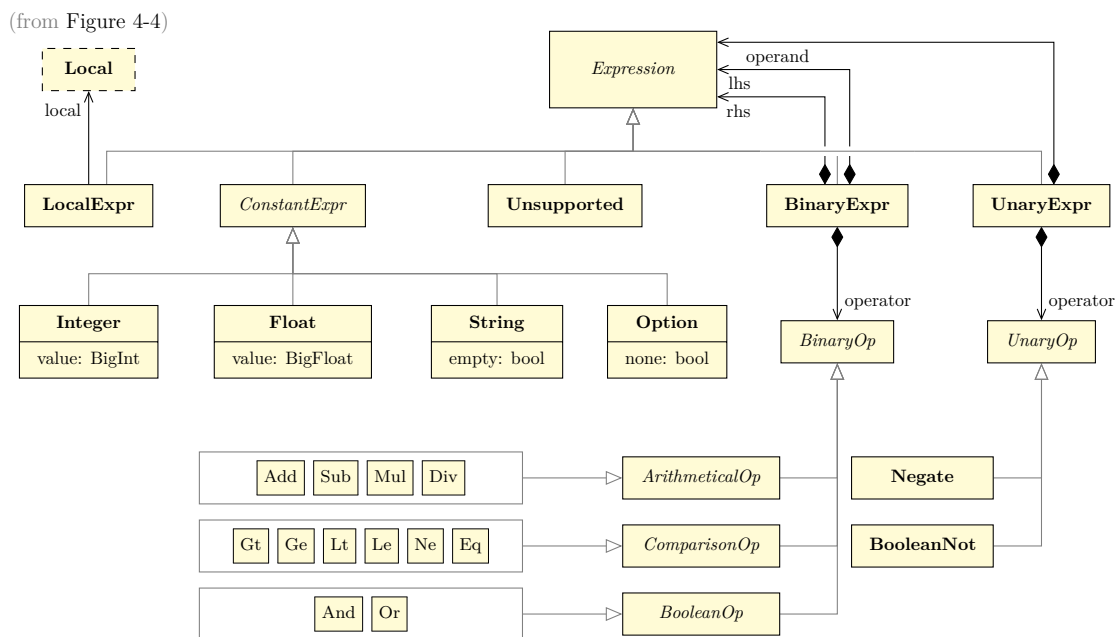 (from Figure 4-4)
Local
Expression
operand
lhs
rhs
local
LocalExpr
ConstantExpr
Unsupported
BinaryExpr
UnaryExpr
operator
operator
Integer
value: BigInt
Float
value: BigFloat
String
empty: bool
Option
none: bool
BinaryOp
UnaryOp
Add Sub Mul Div
ArithmeticalOp
Negate
Gt Ge Lt Le Ne Eq
ComparisonOp
BooleanNot
And Or
BooleanOp